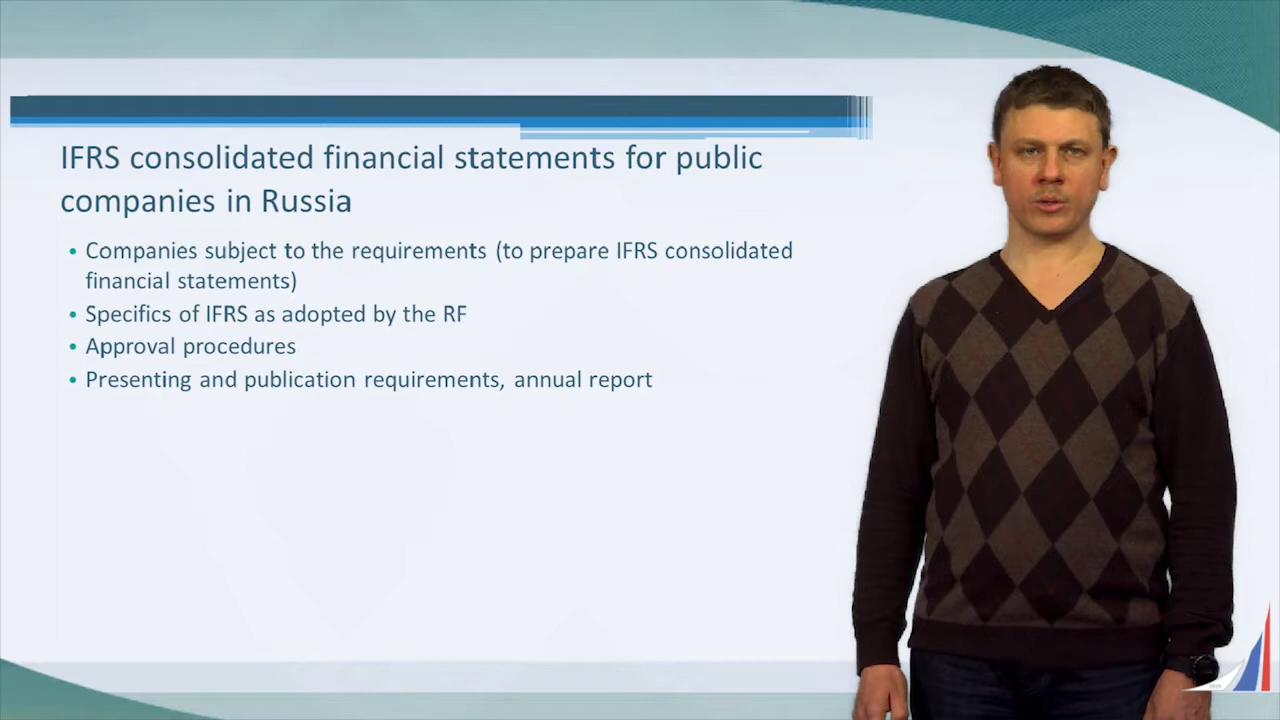 IFRS consolidated financial statements for public
companies in Russia
• Companies subject to the requirements (to prepare IFRS consolidated
financial statements)
• Specifics of IFRS as adopted by the RF
• Approval procedures
• Presenting and publication requirements, annual report